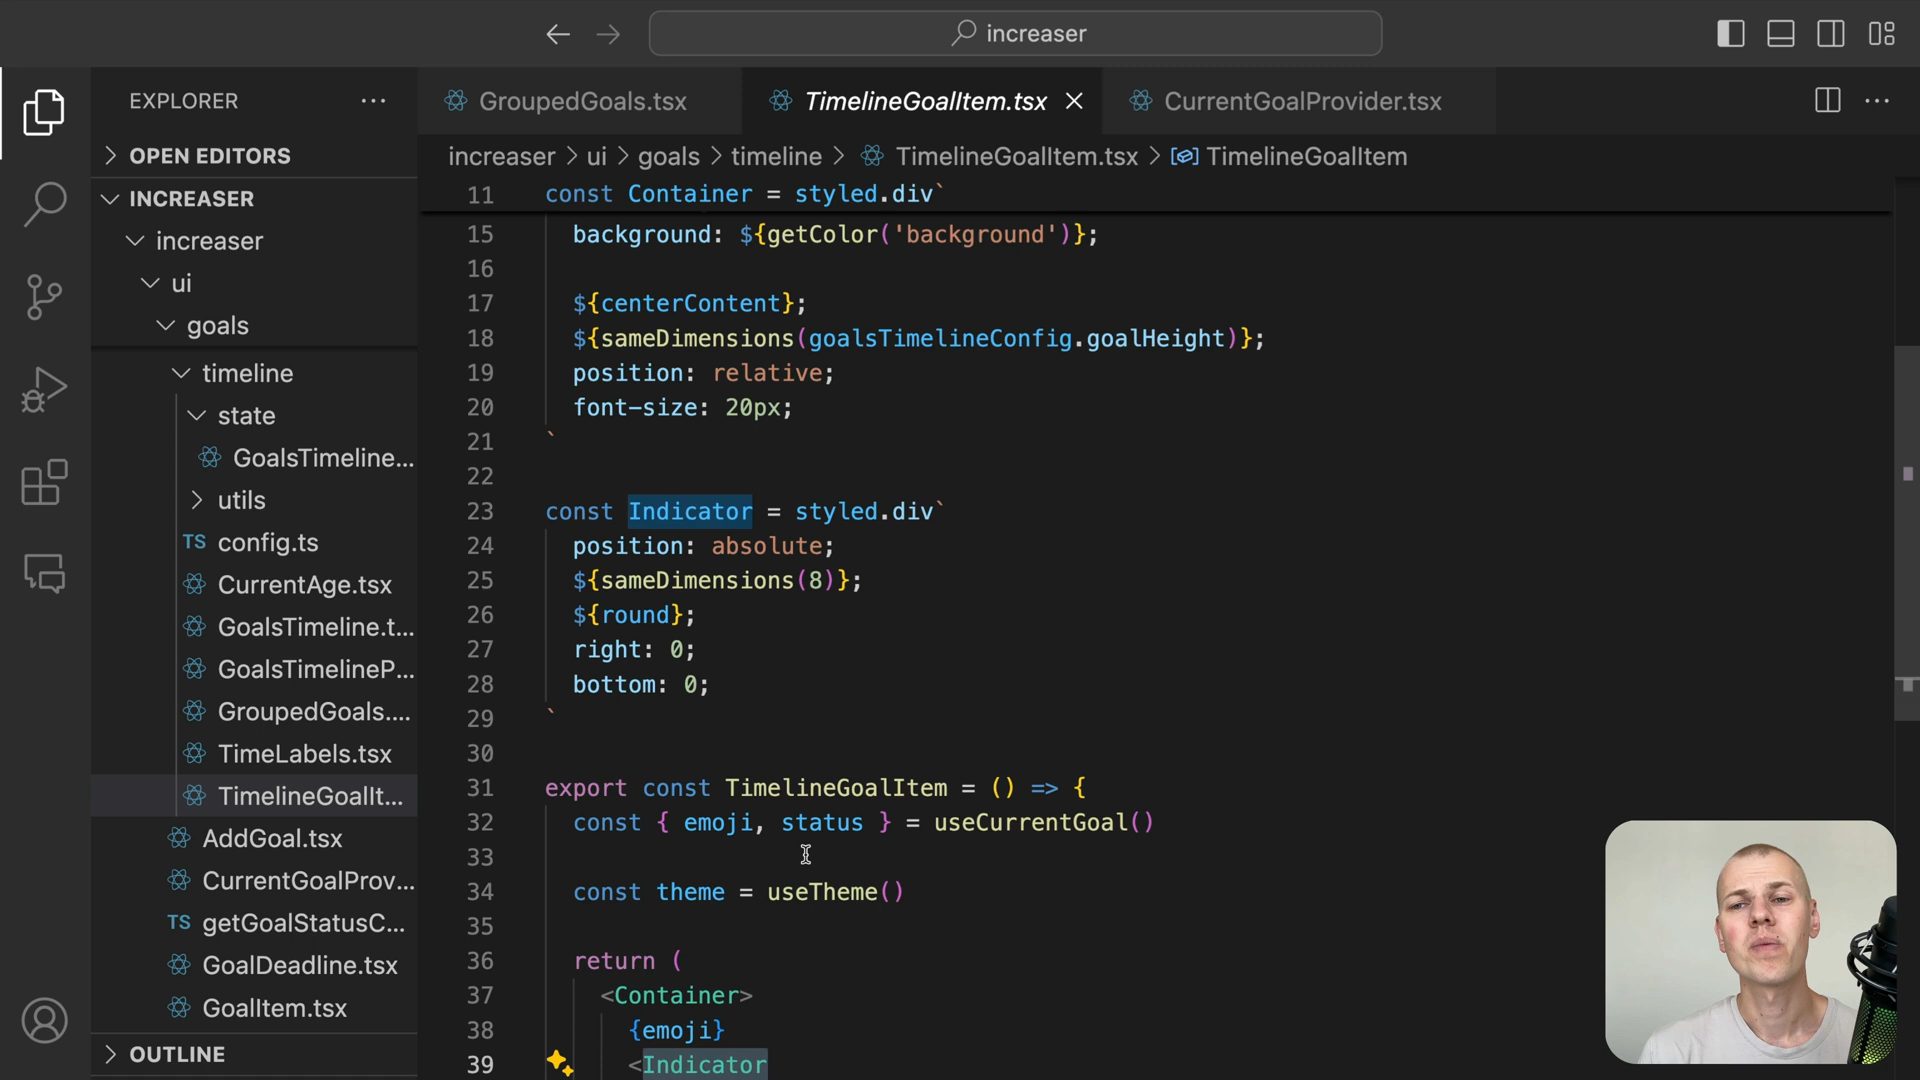 increaser
EXPLORER
OPEN EDITORS
INCREASER
increaser
ui
goals
timeline
state
GoalsTimeline...
utils
TS config.ts
CurrentAge.tsx
GoalsTimeline.t...
GoalsTimelineP...
GroupedGoals....
TimeLabels.tsx
TimelineGoalIt...
AddGoal.tsx
CurrentGoalProv...
TS getGoalStatusC...
GoalDeadline.tsx
GoalItem.tsx
OUTLINE
GroupedGoals.tsx TimelineGoalItem.tsx CurrentGoalProvider.tsx
increaser > ui > goals > timeline > TimelineGoalItem.tsx > TimelineGoalItem
11 const Container = styled.div`
15 background: ${getColor('background')};
16
17 ${centerContent};
18 ${sameDimensions(goalsTimelineConfig.goalHeight)};
19 position: relative;
20 font-size: 20px;
21 `
22
23 const Indicator = styled.div`
24 position: absolute;
25 ${sameDimensions(8)};
26 ${round};
27 right: 0;
28 bottom: 0;
29 `
30
31 export const TimelineGoalItem = () => {
32 const { emoji, status } = useCurrentGoal()
33
34 const theme = useTheme()
35
36 return (
37 <Container>
38 {emoji}
39 <Indicator